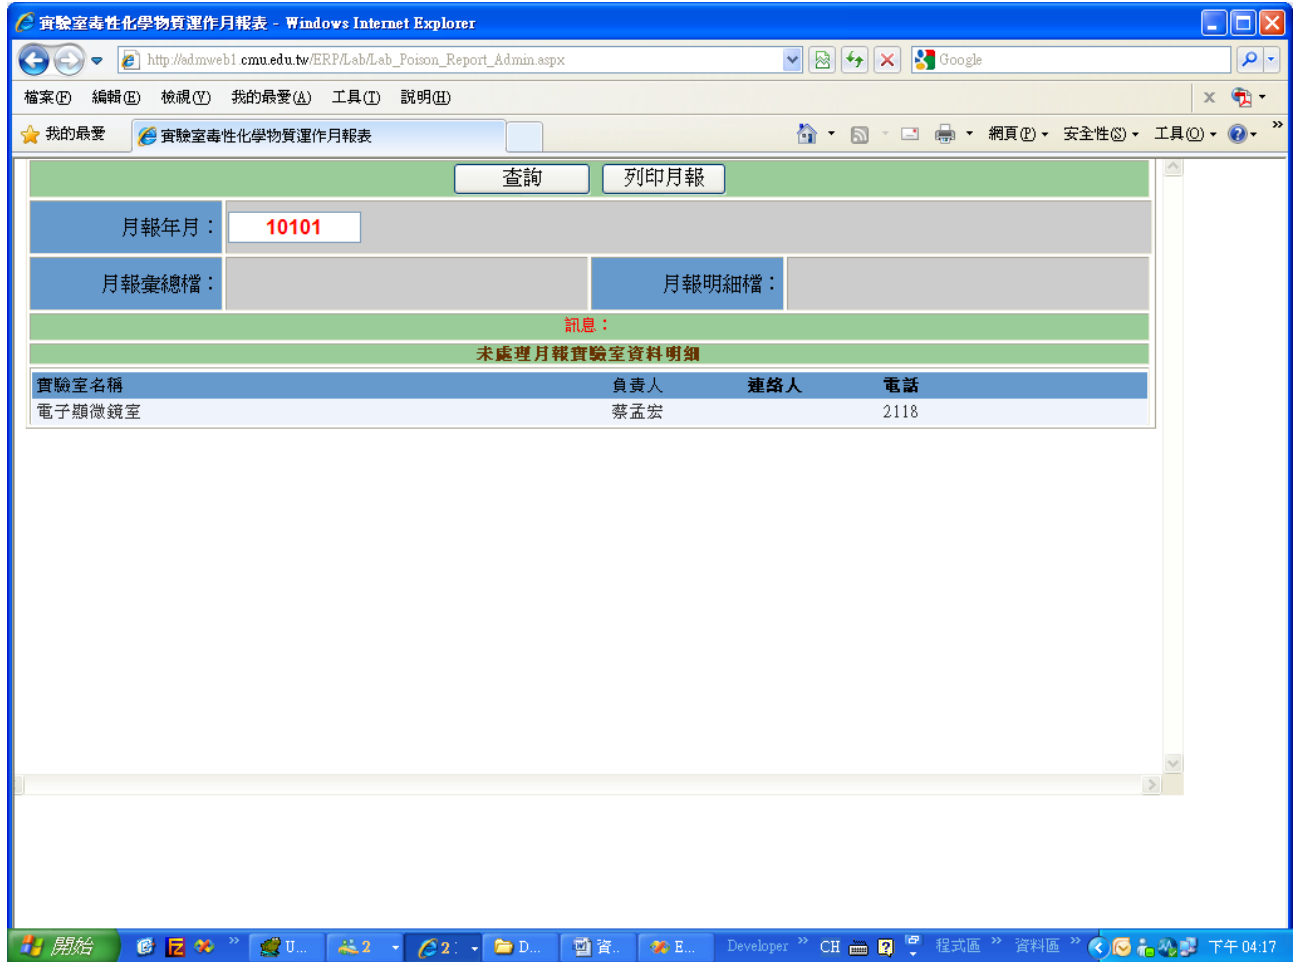 實驗室毒性化學物質運作月報表 - Windows Internet Explorer
http://admweb1.cmu.edu.tw/ERP/Lab/Lab_Poison_Report_Admin.aspx Google
檔案(F) 編輯(E) 檢視(V) 我的最愛(A) 工具(T) 說明(H)
我的最愛 實驗室毒性化學物質運作月報表 網頁(P) 安全性(S) 工具(O) »
查詢 列印月報
月報年月： 10101
月報彙總檔： 月報明細檔：
訊息：
未處理月報實驗室資料明細
實驗室名稱 負責人 連絡人 電話
電子顯微鏡室 蔡孟宏 2118
開始 » U... 2 2: D... 資.. E... Developer » CH 程式區 » 資料區 » 下午 04:17